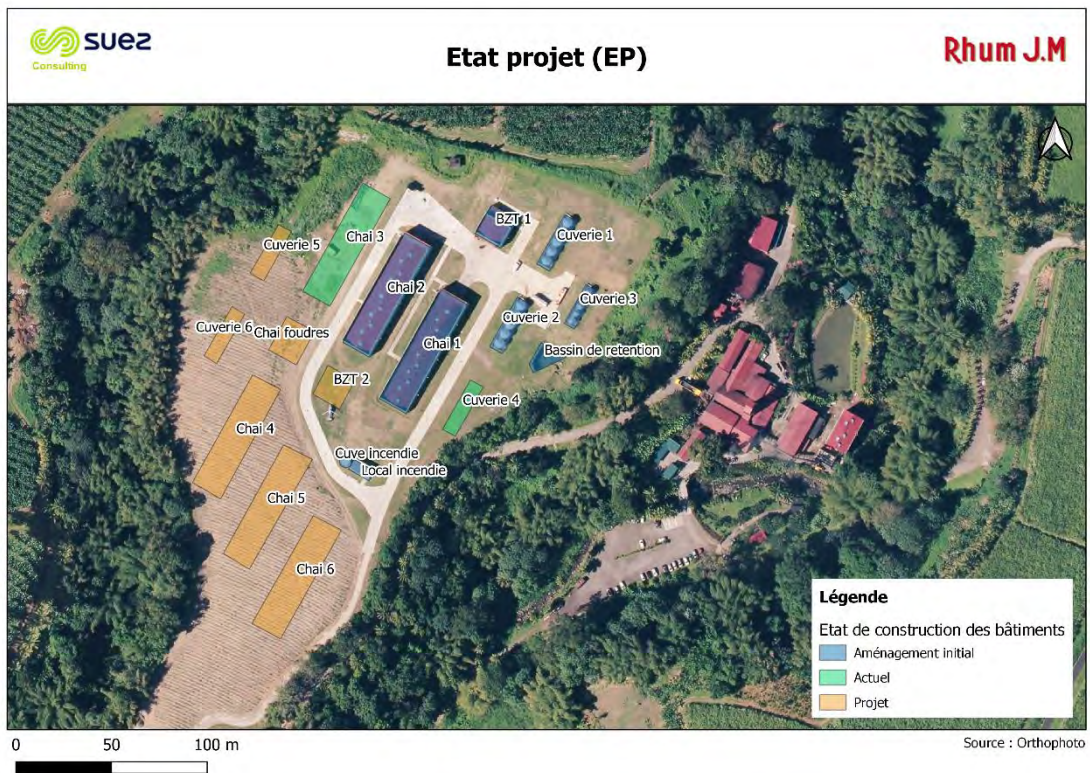 suez
Consulting
Etat projet (EP)
Rhum J.M
BZT 1
Cuverie 1
Chai 3
Cuverie 5
Chai 2
Cuverie 3
Cuverie 2
Cuverie 6
Chai foudres
Chai 1
Bassin de retention
BZT 2
Cuverie 4
Chai 4
Cuve incendie
Local incendie
Chai 5
Chai 6
Légende
Etat de construction des bâtiments
Aménagement initial
Actuel
Projet
0 50 100 m
Source : Orthophoto